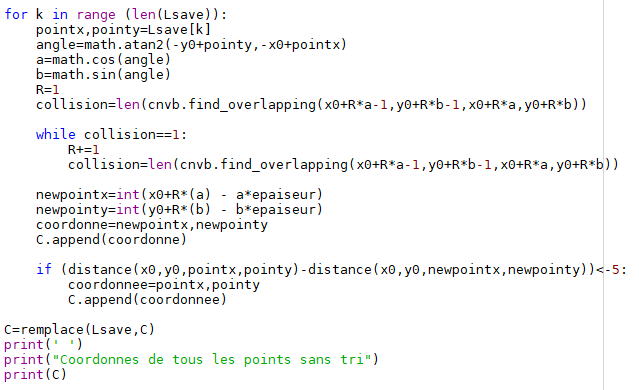 for k in range (len(Lsave)):
    pointx,pointy=Lsave[k]
    angle=math.atan2(-y0+pointy,-x0+pointx)
    a=math.cos(angle)
    b=math.sin(angle)
    R=1
    collision=len(cnvb.find_overlapping(x0+R*a-1,y0+R*b-1,x0+R*a,y0+R*b))
    while collision==1:
        R+=1
        collision=len(cnvb.find_overlapping(x0+R*a-1,y0+R*b-1,x0+R*a,y0+R*b))
    newpointx=int(x0+R*(a) - a*epaiseur)
    newpointy=int(y0+R*(b) - b*epaiseur)
    coordonne=newpointx,newpointy
    C.append(coordonne)
    if (distance(x0,y0,pointx,pointy)-distance(x0,y0,newpointx,newpointy))<-5:
        coordonnee=pointx,pointy
        C.append(coordonnee)
C=remplace(Lsave,C)
print(' ')
print("Coordonnes de tous les points sans tri")
print(C)